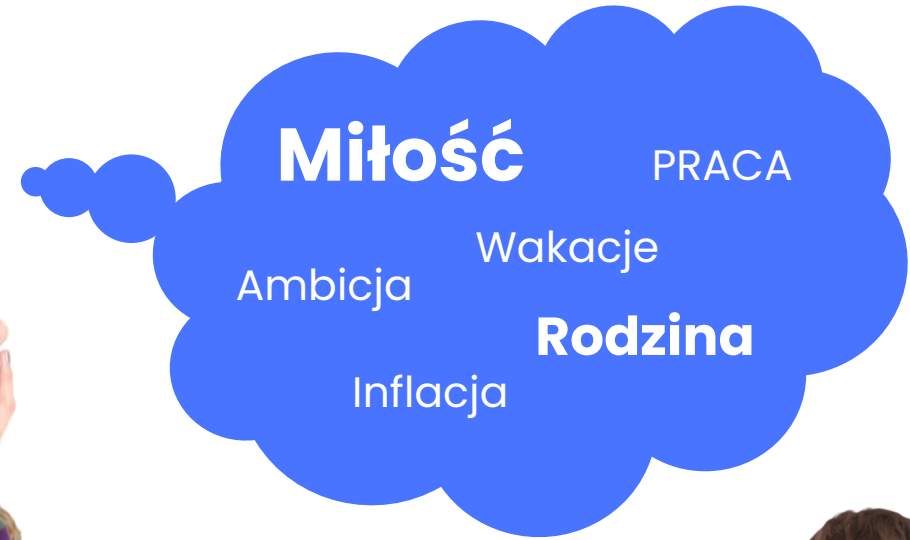 Miłość
PRACA
Wakacje
Ambicja
Rodzina
Inflacja